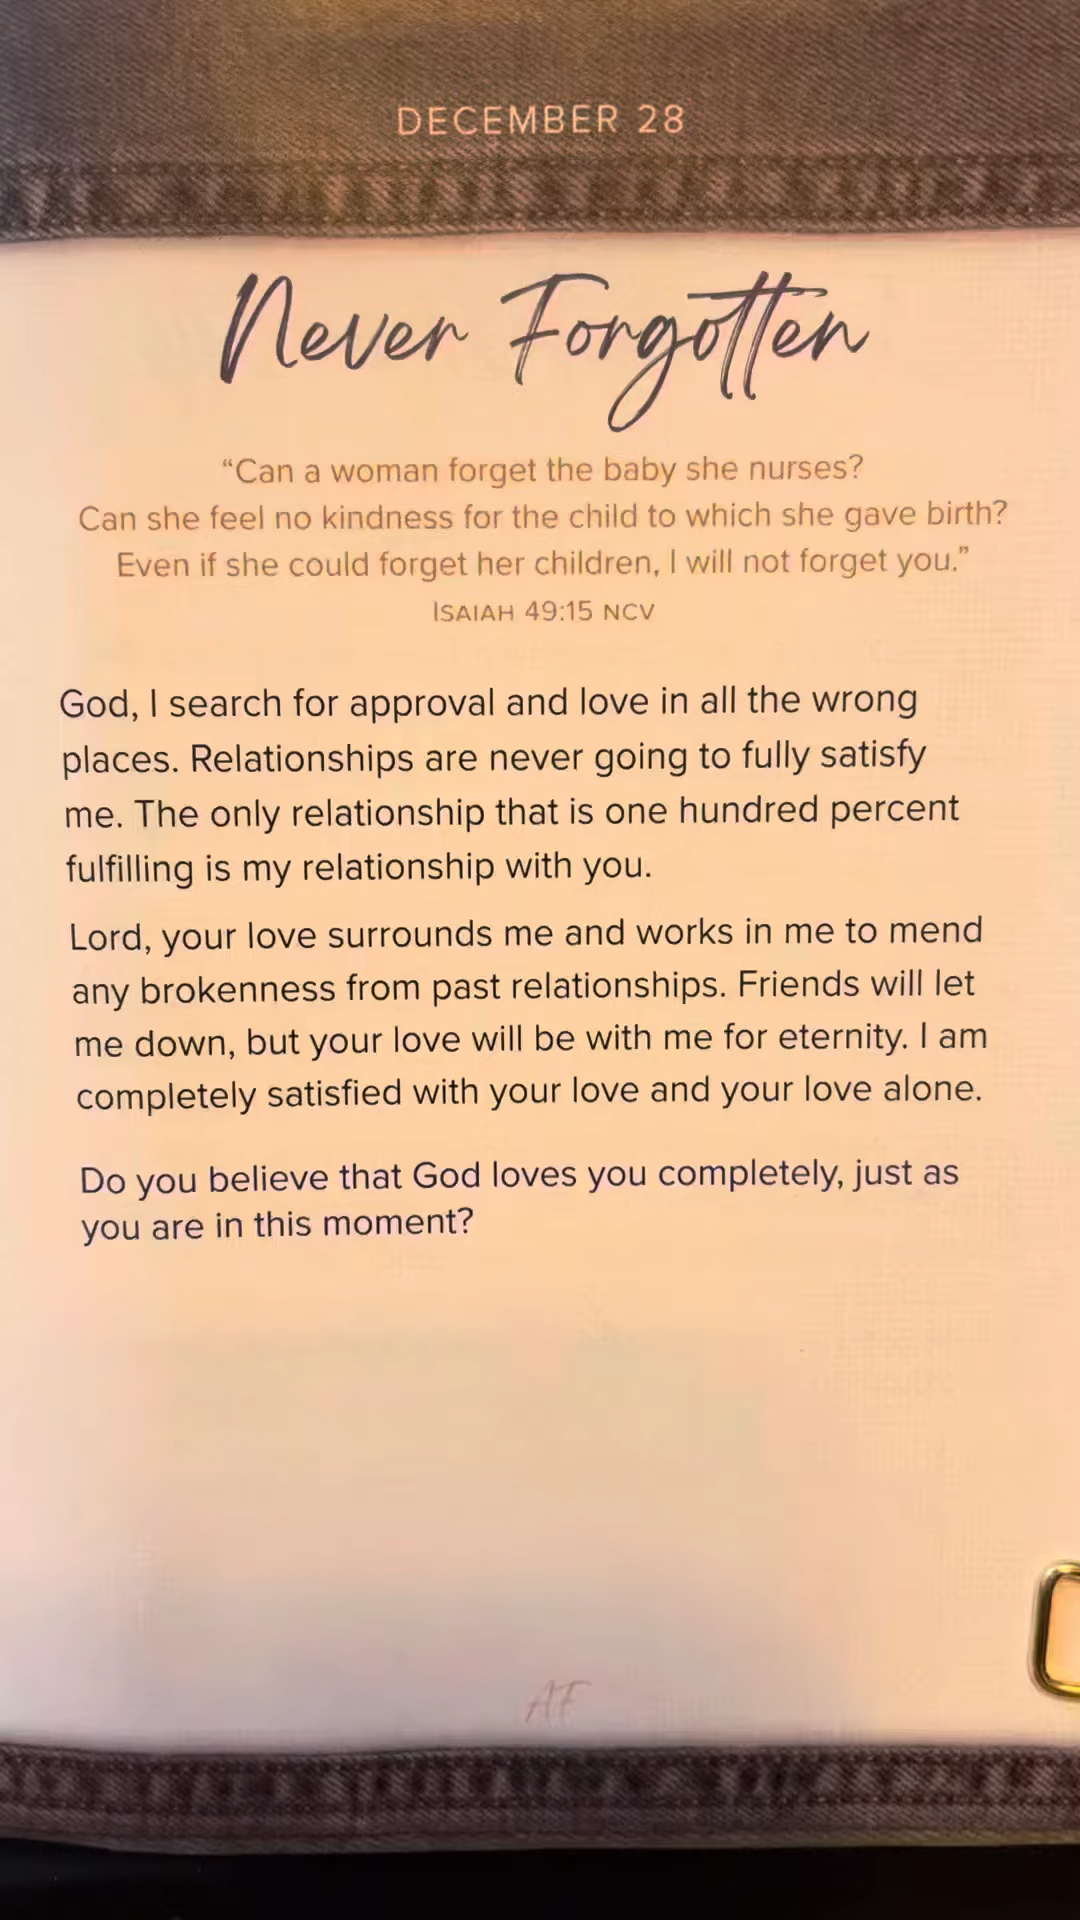 DECEMBER 28
Never Forgotten
“Can a woman forget the baby she nurses?
Can she feel no kindness for the child to which she gave birth?
Even if she could forget her children, I will not forget you.”
ISAIAH 49:15 NCV
God, I search for approval and love in all the wrong
places. Relationships are never going to fully satisfy
me. The only relationship that is one hundred percent
fulfilling is my relationship with you.
Lord, your love surrounds me and works in me to mend
any brokenness from past relationships. Friends will let
me down, but your love will be with me for eternity. I am
completely satisfied with your love and your love alone.
Do you believe that God loves you completely, just as
you are in this moment?
AF